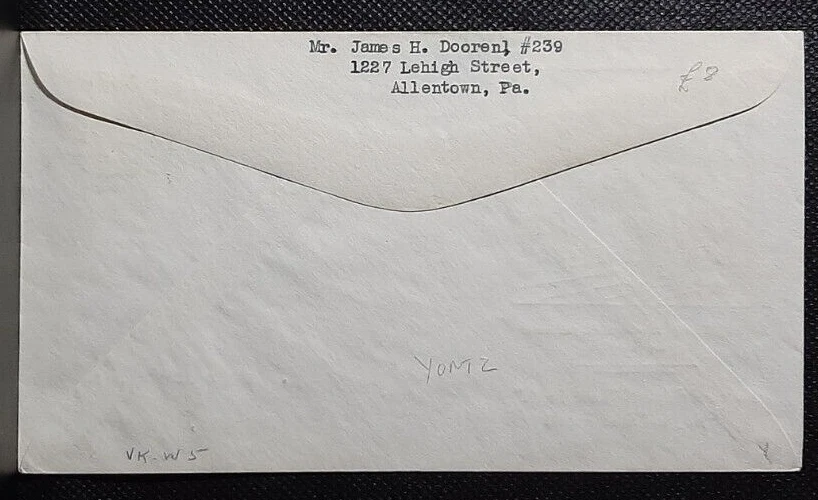 Mr. James H. Doorenl, #239
1227 Lehigh Street,
Allentown, Pa.
£8
YONTZ
VK-W5
Y